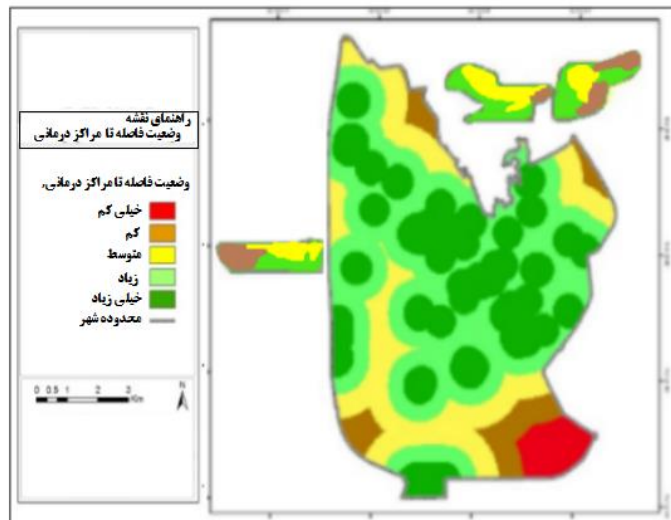 راهنمای نقشه
وضعیت فاصله تا مراکز درمانی
وضعیت فاصله تا مراکز درمانی,
خیلی کم
کم
متوسط
زیاد
خیلی زیاد
محدوده شهر
0 0.5 1 2 3
Km
N